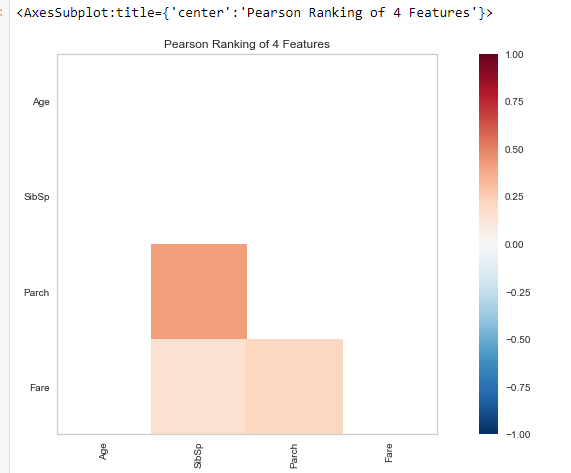 <AxesSubplot:title={'center':'Pearson Ranking of 4 Features'}>
Pearson Ranking of 4 Features
Age
SibSp
Parch
Fare
Age
SibSp
Parch
Fare
1.00
0.75
0.50
0.25
0.00
−0.25
−0.50
−0.75
−1.00